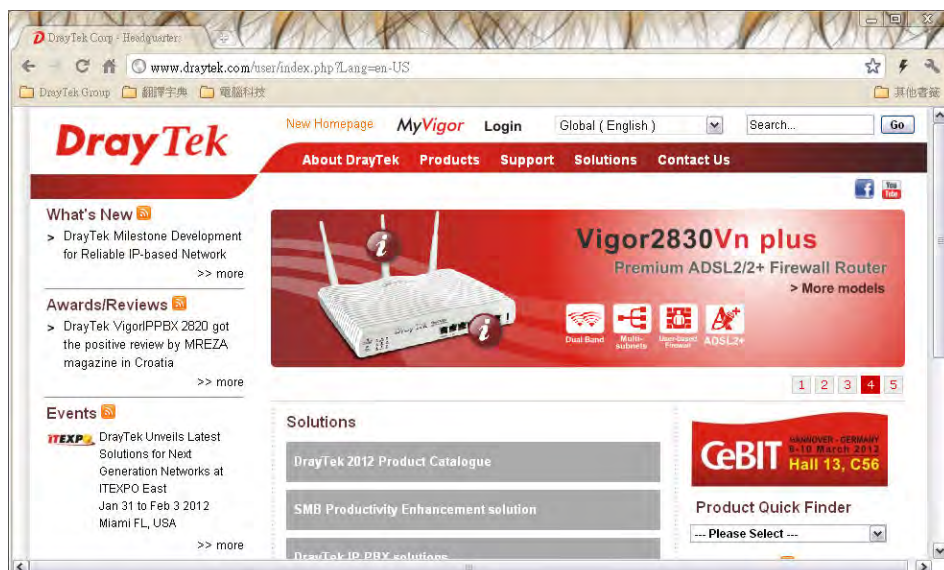 DrayTek Corp - Headquarter:
www.draytek.com/user/index.php?Lang=en-US
DrayTek Group 翻譯字典 電腦科技 其他書籤
DrayTek
New Homepage MyVigor Login Global ( English ) Search... Go
About DrayTek Products Support Solutions Contact Us
What's New
> DrayTek Milestone Development
for Reliable IP-based Network
>> more
Awards/Reviews
> DrayTek VigorIPPBX 2820 got
the positive review by MREZA
magazine in Croatia
>> more
Events
ITEXPO DrayTek Unveils Latest
Solutions for Next
Generation Networks at
ITEXPO East
Jan 31 to Feb 3 2012
Miami FL, USA
>> more
f You Tube
Vigor2830Vn plus
Premium ADSL2/2+ Firewall Router
> More models
Dual Band Multi-subnets User-based Firewall ADSL2+
1 2 3 4 5
Solutions
DrayTek 2012 Product Catalogue
SMB Productivity Enhancement solution
DrayTek IP PBX solutions
CeBIT HANNOVER - GERMANY
6-10 March 2012
Hall 13, C56
Product Quick Finder
--- Please Select ---